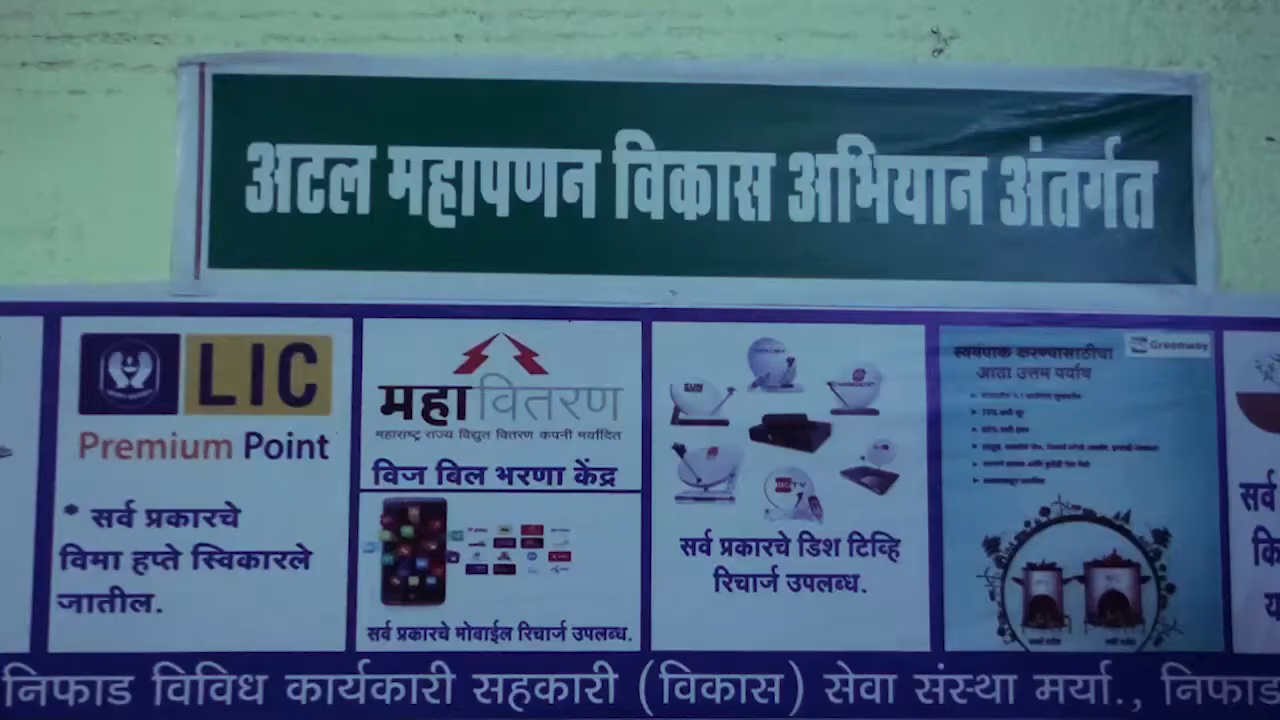 अटल महापणन विकास अभियान अंतर्गत
LIC
Premium Point
* सर्व प्रकारचे
विमा हप्ते स्विकारले
जातील.
महावितरण
महाराष्ट्र राज्य विद्युत वितरण कंपनी मर्यादित
विज बिल भरणा केंद्र
सर्व प्रकारचे मोबाईल रिचार्ज उपलब्ध.
सर्व प्रकारचे डिश टिव्हि
रिचार्ज उपलब्ध.
Greenway
स्वयंपाक करण्यासाठीचा
आता उत्तम पर्याय
सर्व
कि
निफाड विविध कार्यकारी सहकारी (विकास) सेवा संस्था मर्या., निफाड